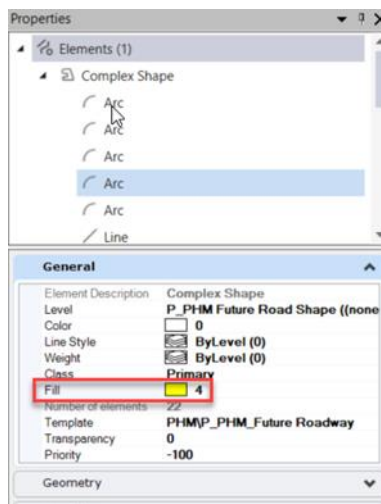 Properties
Elements (1)
Complex Shape
Arc
Arc
Arc
Arc
Arc
Line
General
Element Description Complex Shape
Level P_PHM Future Road Shape ((none
Color 0
Line Style ByLevel (0)
Weight ByLevel (0)
Class Primary
Fill 4
Number of elements 22
Template PHM\P_PHM_Future Roadway
Transparency 0
Priority -100
Geometry